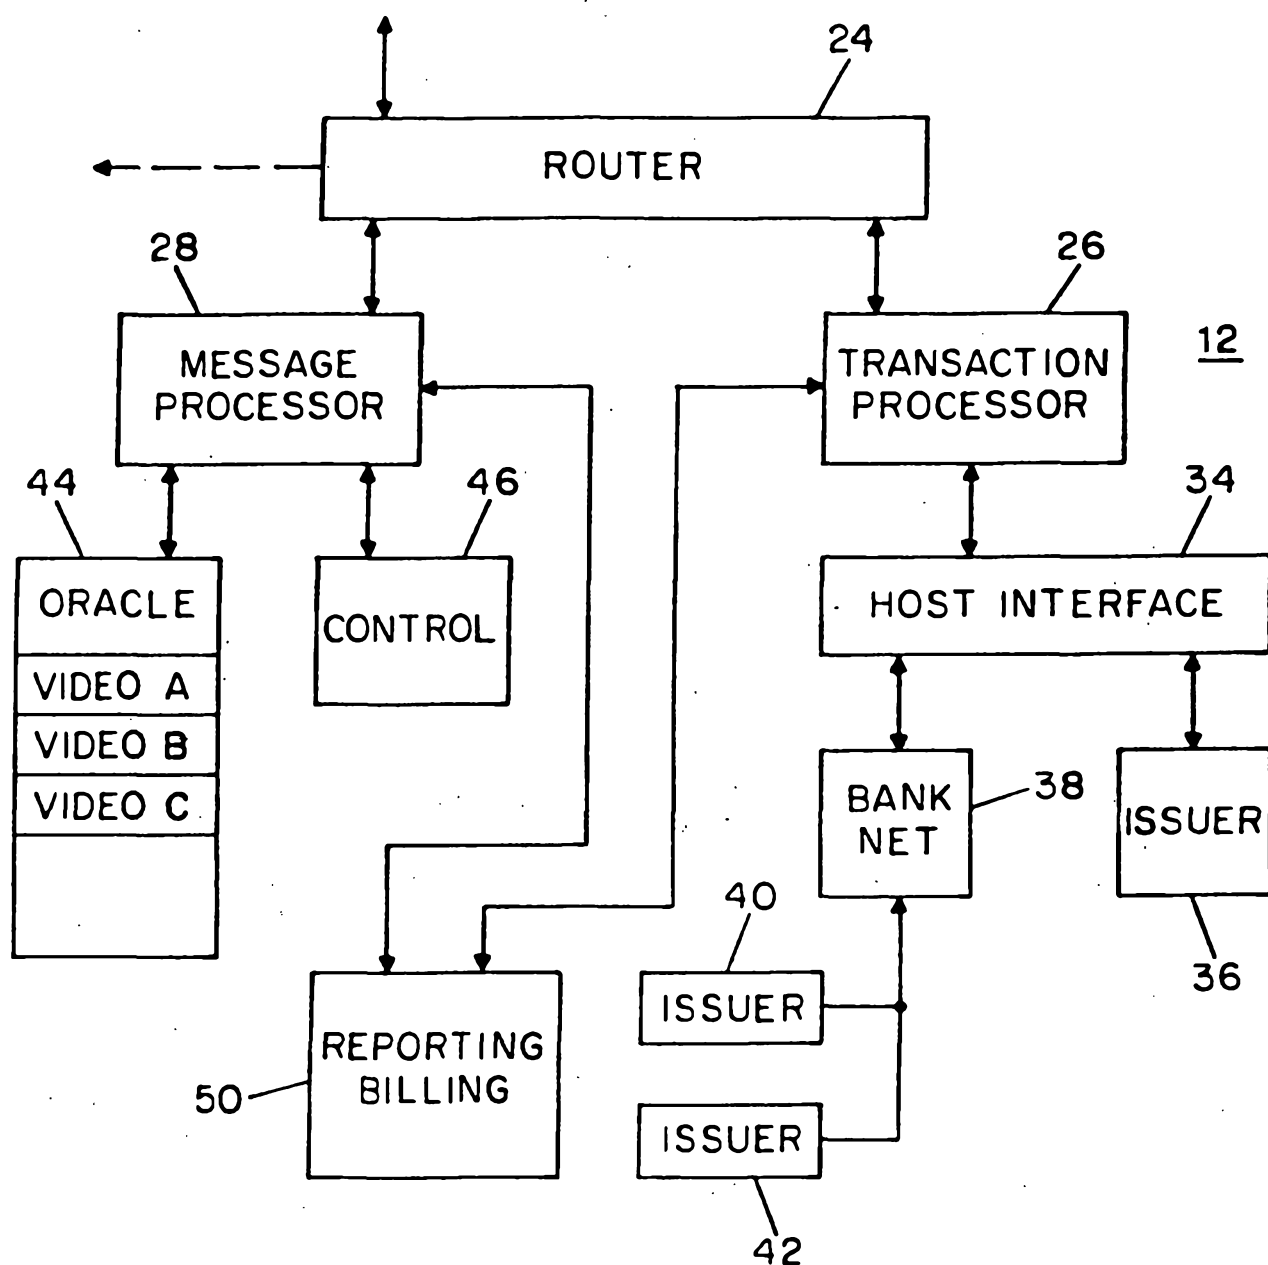 24
ROUTER
28
26
12
MESSAGE
PROCESSOR
TRANSACTION
PROCESSOR
44
46
34
ORACLE
CONTROL
HOST INTERFACE
VIDEO A
VIDEO B
VIDEO C
BANK
NET
38
ISSUER
40
36
ISSUER
REPORTING
BILLING
50
ISSUER
42